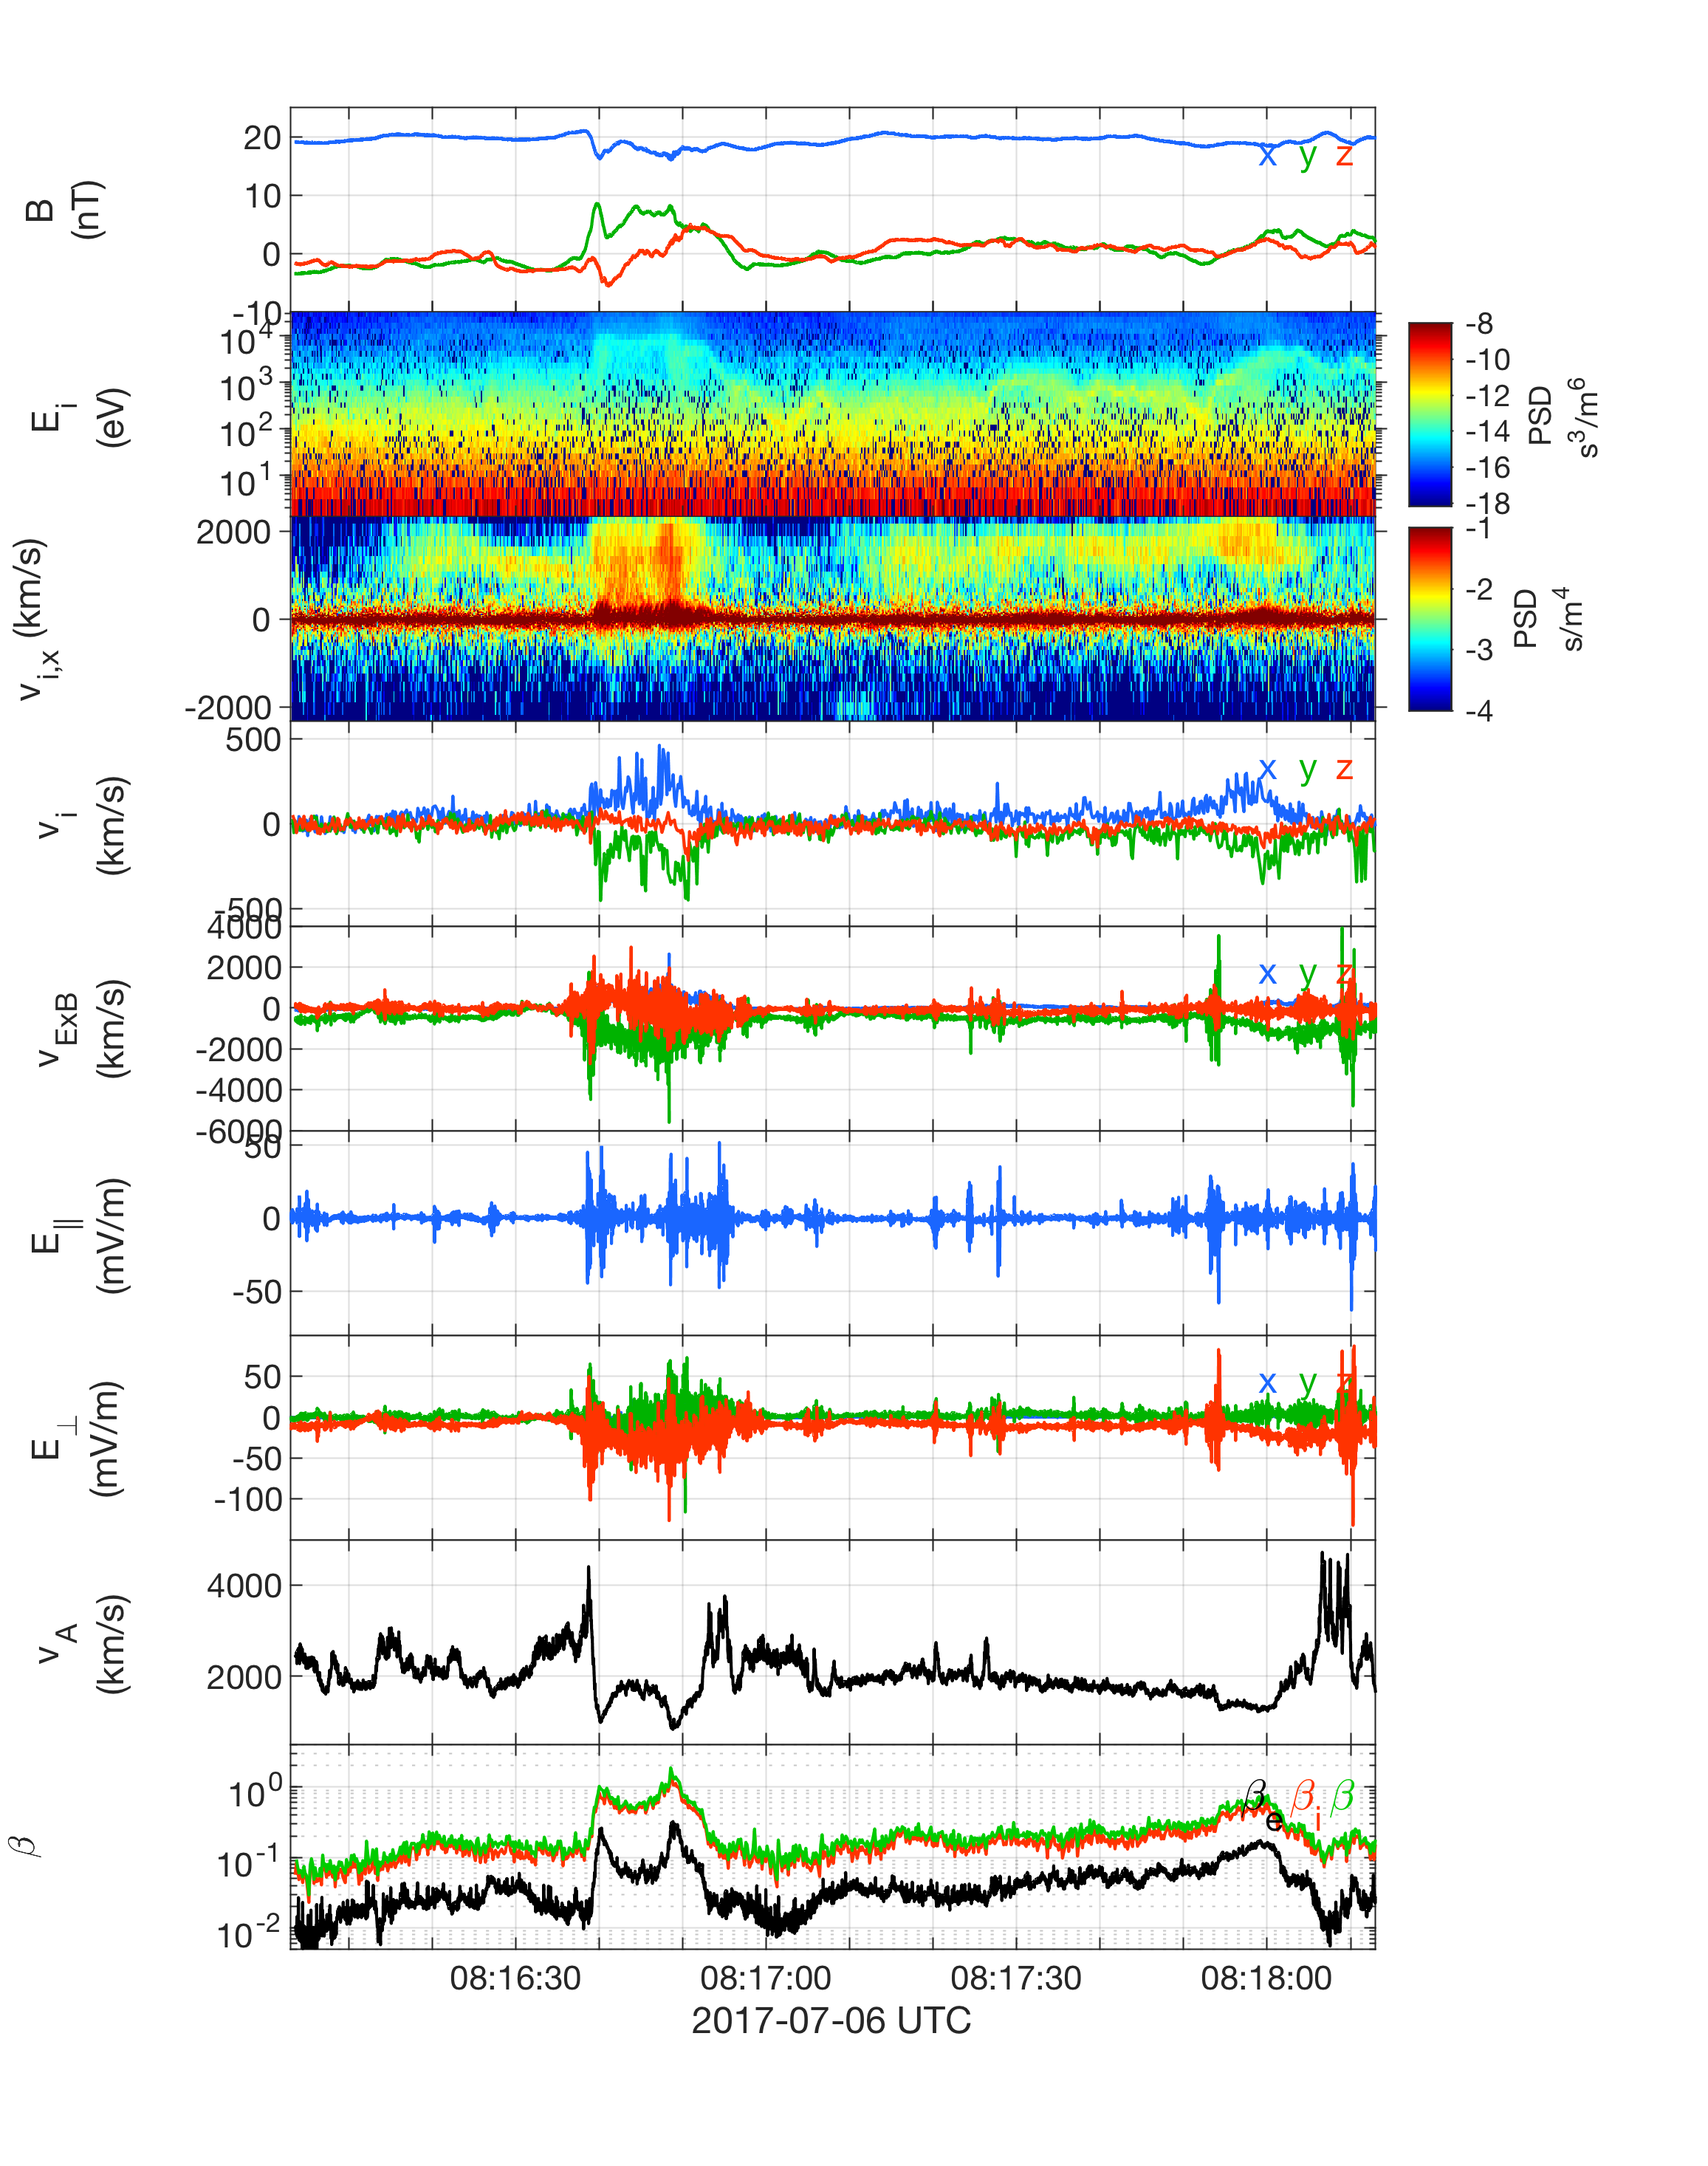 B
(nT)
20
10
0
-10
x y z
E_i
(eV)
10^4
10^3
10^2
10^1
-8
-10
-12
-14
-16
-18
PSD
s^3/m^6
v_i,x (km/s)
2000
0
-2000
-1
-2
-3
-4
PSD
s/m^4
v_i
(km/s)
500
0
-500
x y z
v_ExB
(km/s)
4000
2000
0
-2000
-4000
-6000
x y z
E_||
(mV/m)
50
0
-50
E_⊥
(mV/m)
50
0
-50
-100
x y z
v_A
(km/s)
4000
2000
β
10^0
10^-1
10^-2
β_e β_i β
08:16:30 08:17:00 08:17:30 08:18:00
2017-07-06 UTC